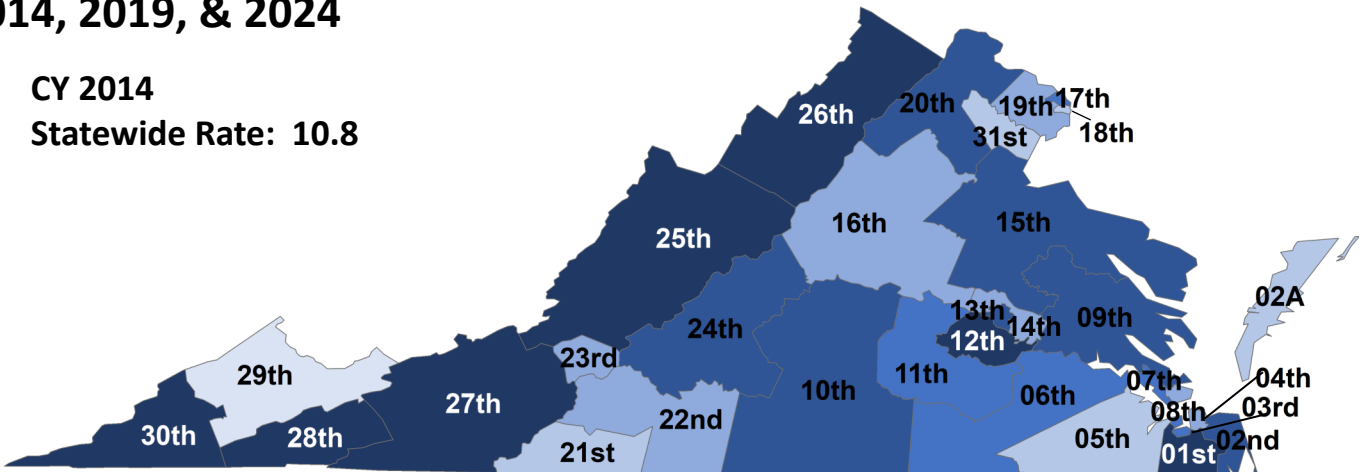 014, 2019, & 2024
CY 2014
Statewide Rate: 10.8
26th
20th
19th
17th
18th
31st
25th
16th
15th
02A
24th
13th
14th
12th
09th
23rd
29th
11th
10th
27th
06th
07th
04th
03rd
08th
22nd
30th
28th
21st
05th
01st
02nd